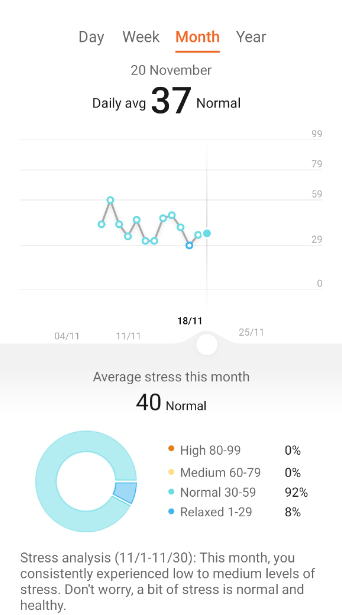 Day Week Month Year
20 November
Daily avg 37 Normal
99
79
59
29
0
18/11
04/11 11/11 25/11
Average stress this month
40 Normal
High 80-99 0%
Medium 60-79 0%
Normal 30-59 92%
Relaxed 1-29 8%
Stress analysis (11/1-11/30): This month, you
consistently experienced low to medium levels of
stress. Don't worry, a bit of stress is normal and
healthy.